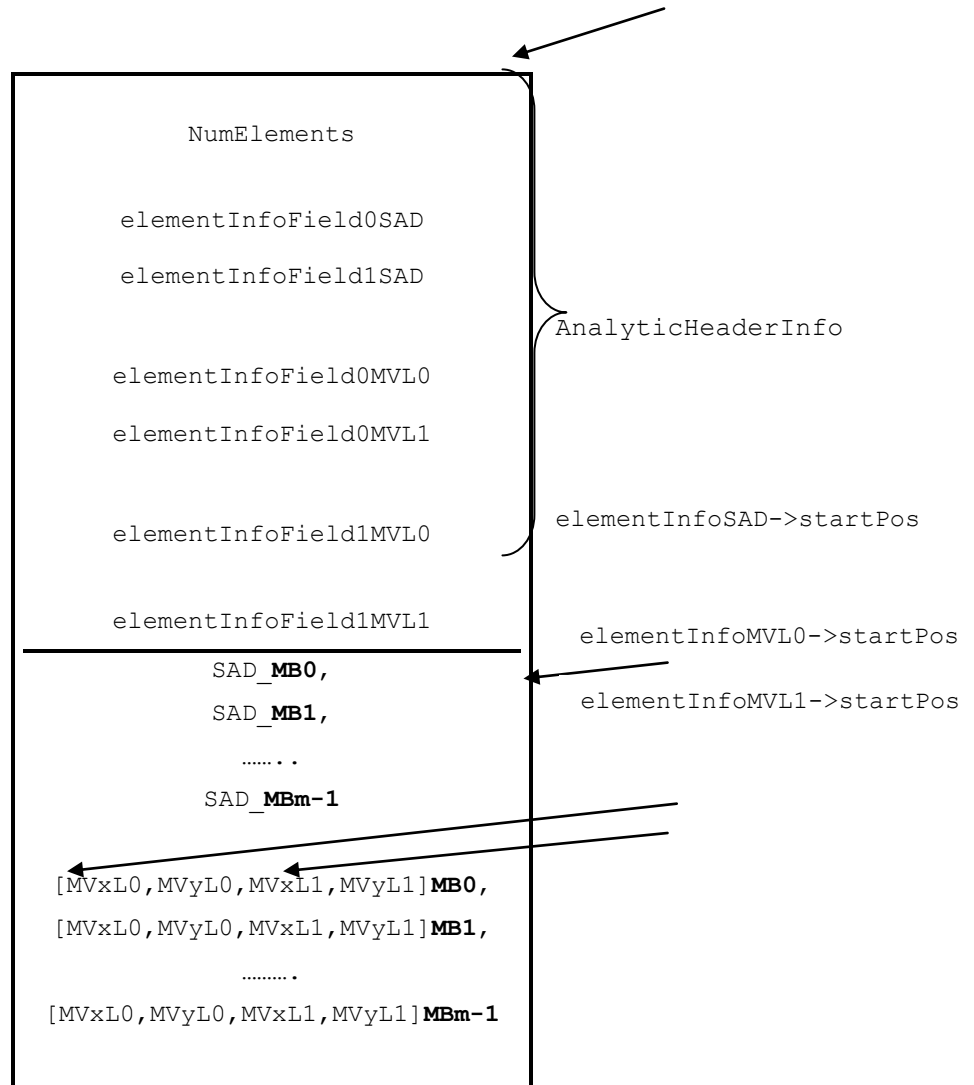 NumElements
elementInfoField0SAD
elementInfoField1SAD
AnalyticHeaderInfo
elementInfoField0MVL0
elementInfoField0MVL1
elementInfoSAD->startPos
elementInfoField1MVL0
elementInfoField1MVL1
elementInfoMVL0->startPos
SAD_MB0,
elementInfoMVL1->startPos
SAD_MB1,
……..
SAD_MBm-1
[MVxL0,MVyL0,MVxL1,MVyL1]MB0,
[MVxL0,MVyL0,MVxL1,MVyL1]MB1,
……….
[MVxL0,MVyL0,MVxL1,MVyL1]MBm-1